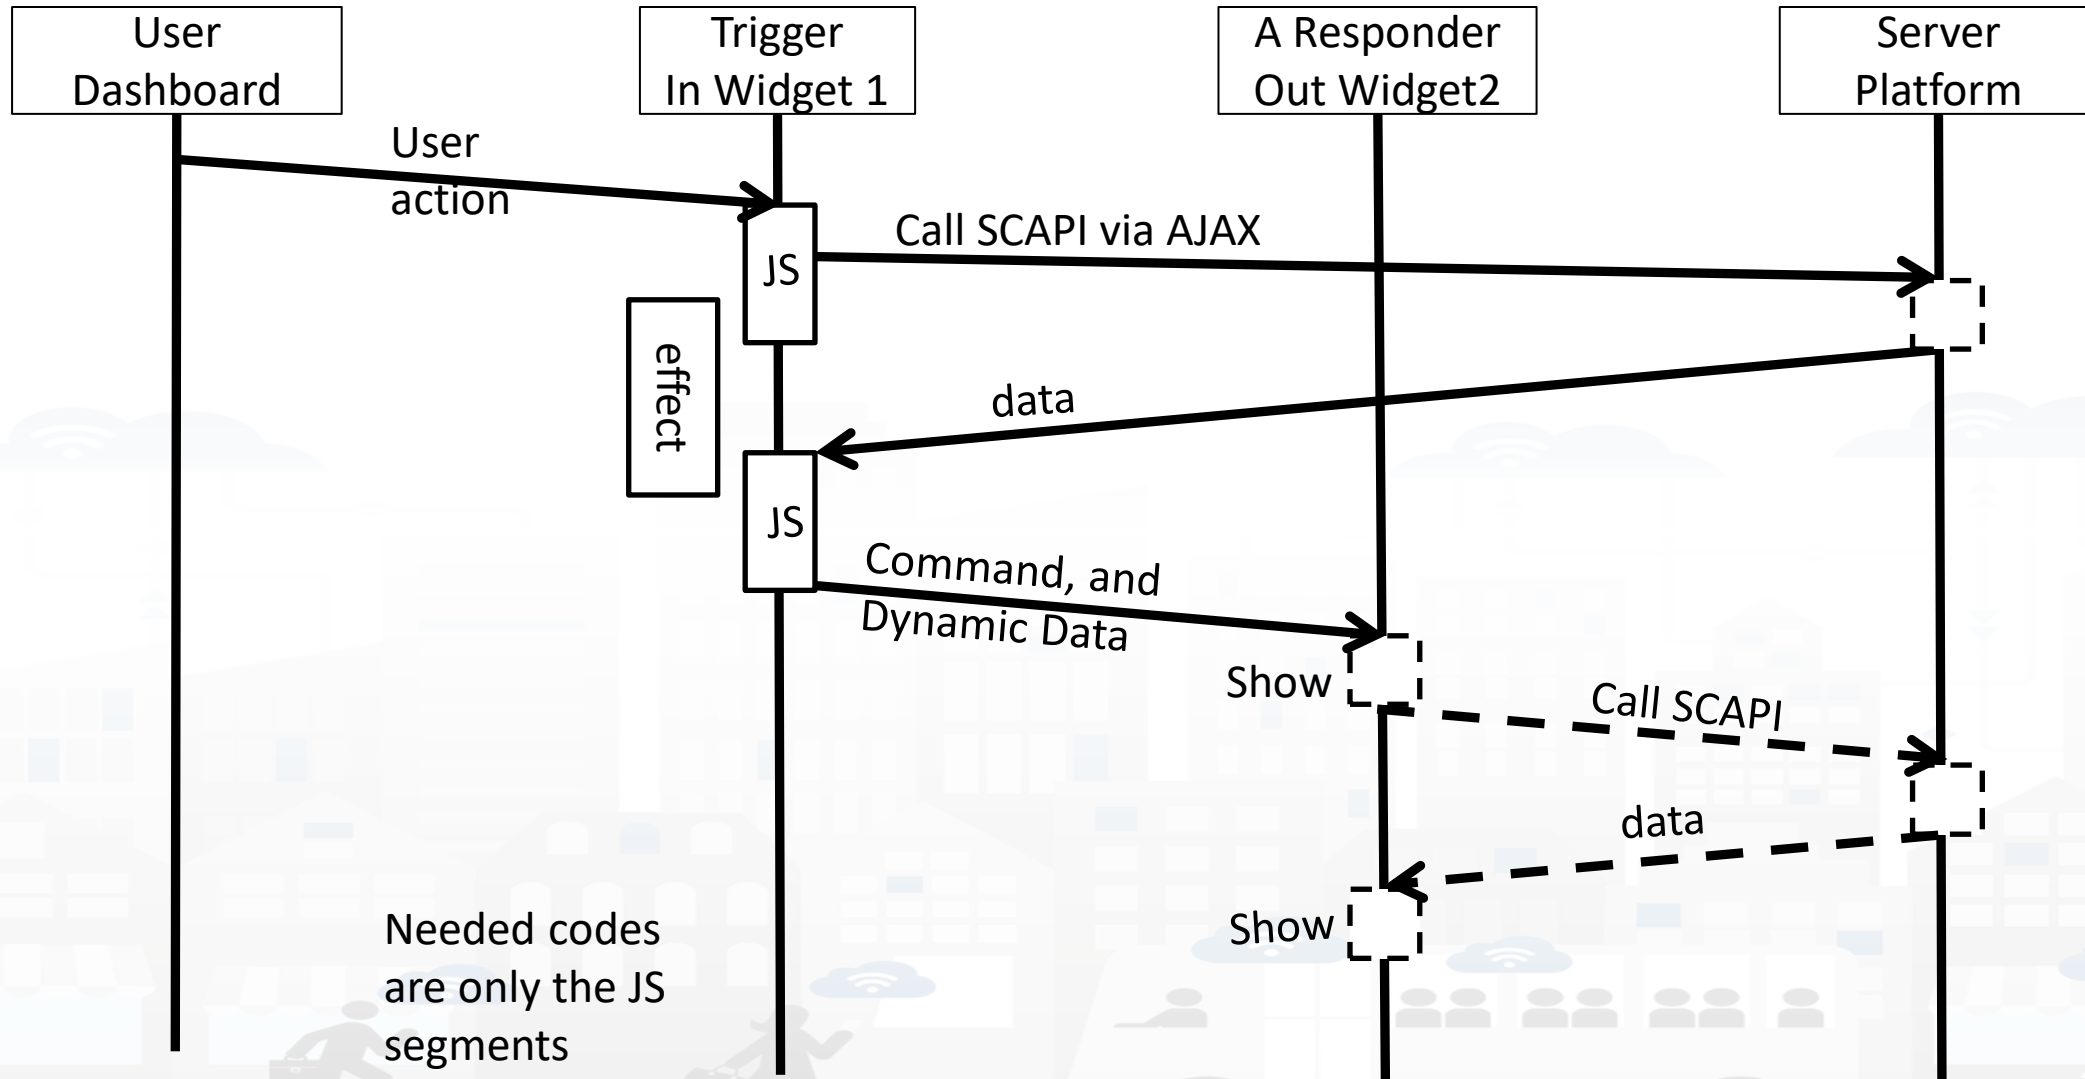 User
Dashboard
Trigger
In Widget 1
A Responder
Out Widget2
Server
Platform
User
action
Call SCAPI via AJAX
JS
effect
data
JS
Command, and
Dynamic Data
Show
Call SCAPI
data
Show
Needed codes
are only the JS
segments